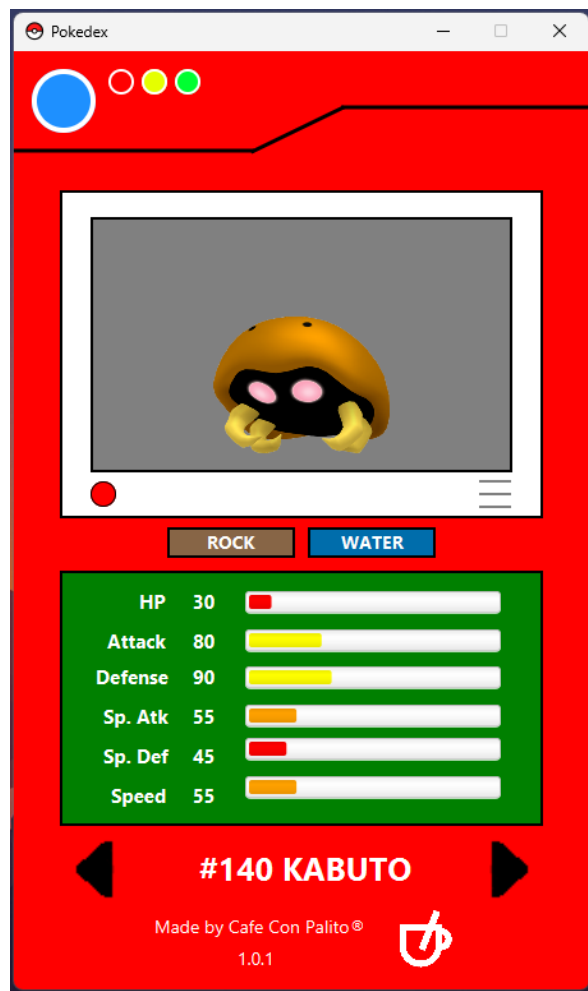 Pokedex
ROCK WATER
HP 30
Attack 80
Defense 90
Sp. Atk 55
Sp. Def 45
Speed 55
#140 KABUTO
Made by Cafe Con Palito®
1.0.1